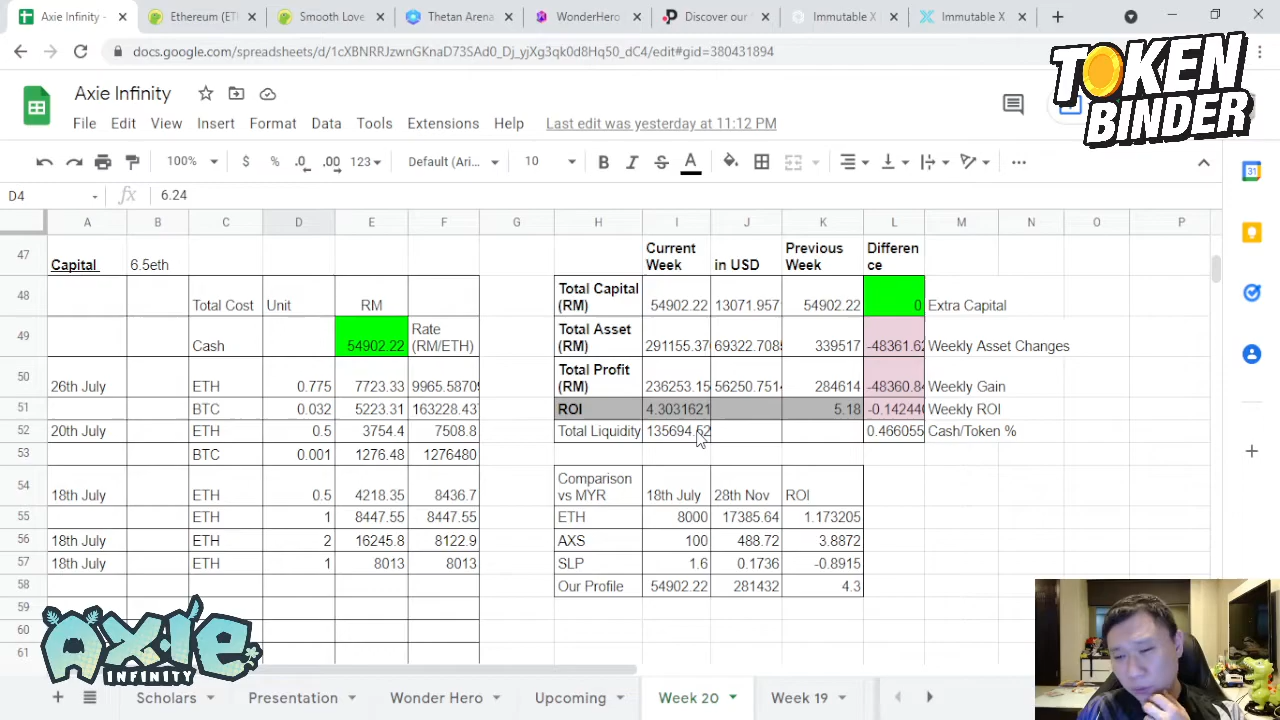 Axie Infinity -
Ethereum (ET
Smooth Love
Thetan Arena
WonderHero
Discover our
Immutable X
Immutable X
docs.google.com/spreadsheets/d/1cXBNRRJzwnGKnaD73SAd0_Dj_yjXg3qk0d8Hq50_dC4/edit#gid=380431894
TOKEN
BINDER
Axie Infinity
File Edit View Insert Format Data Tools Extensions Help Last edit was yesterday at 11:12 PM
100% $ % .0 .00 123 Default (Ari... 10 B I S A
D4 fx 6.24
A B C D E F G H I J K L M N O P
47 Capital 6.5eth Current Week in USD Previous Week Differen ce
48 Total Cost Unit RM Total Capital (RM) 54902.22 13071.957 54902.22 0 Extra Capital
49 Cash 54902.22 Rate (RM/ETH) Total Asset (RM) 291155.37 69322.708 339517 -48361.62 Weekly Asset Changes
50 26th July ETH 0.775 7723.33 9965.5870 Total Profit (RM) 236253.15 56250.7514 284614 -48360.84 Weekly Gain
51 BTC 0.032 5223.31 163228.437 ROI 4.3031621 5.18 -0.14244 Weekly ROI
52 20th July ETH 0.5 3754.4 7508.8 Total Liquidity 135694.62 0.466055 Cash/Token %
53 BTC 0.001 1276.48 1276480
54 18th July ETH 0.5 4218.35 8436.7 Comparison vs MYR 18th July 28th Nov ROI
55 ETH 1 8447.55 8447.55 ETH 8000 17385.64 1.173205
56 18th July ETH 2 16245.8 8122.9 AXS 100 488.72 3.8872
57 18th July ETH 1 8013 8013 SLP 1.6 0.1736 -0.8915
58 Our Profile 54902.22 281432 4.3
59
60
61
AXIE
INFINITY
Scholars Presentation Wonder Hero Upcoming Week 20 Week 19
31